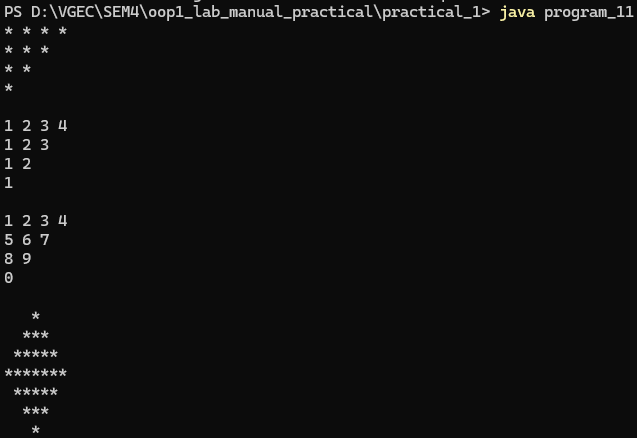 PS D:\VGEC\SEM4\oop1_lab_manual_practical\practical_1> java program_11
* * * *
* * *
* *
*

1 2 3 4
1 2 3
1 2
1

1 2 3 4
5 6 7
8 9
0

   *
  ***
 *****
*******
 *****
  ***
   *